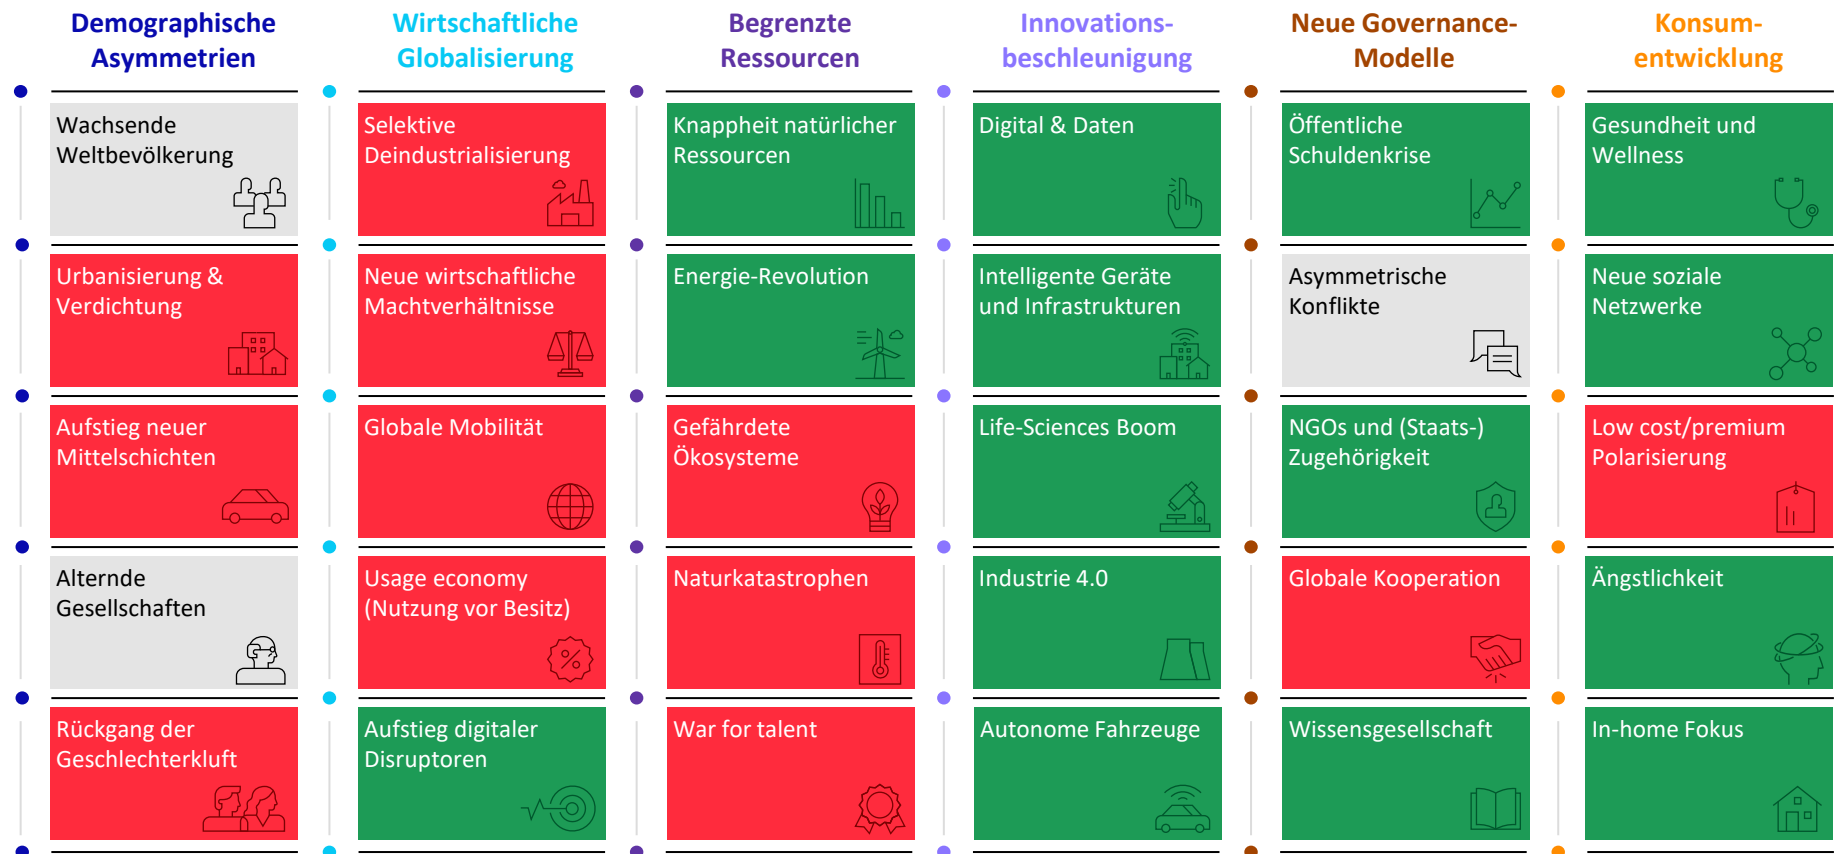 Demographische
Asymmetrien
Wirtschaftliche
Globalisierung
Begrenzte
Ressourcen
Innovations-
beschleunigung
Neue Governance-
Modelle
Konsum-
entwicklung
Wachsende
Weltbevölkerung
Selektive
Deindustrialisierung
Knappheit natürlicher
Ressourcen
Digital & Daten
Öffentliche
Schuldenkrise
Gesundheit und
Wellness
Urbanisierung &
Verdichtung
Neue wirtschaftliche
Machtverhältnisse
Energie-Revolution
Intelligente Geräte
und Infrastrukturen
Asymmetrische
Konflikte
Neue soziale
Netzwerke
Aufstieg neuer
Mittelschichten
Globale Mobilität
Gefährdete
Ökosysteme
Life-Sciences Boom
NGOs und (Staats-)
Zugehörigkeit
Low cost/premium
Polarisierung
Alternde
Gesellschaften
Usage economy
(Nutzung vor Besitz)
Naturkatastrophen
Industrie 4.0
Globale Kooperation
Ängstlichkeit
Rückgang der
Geschlechterkluft
Aufstieg digitaler
Disruptoren
War for talent
Autonome Fahrzeuge
Wissensgesellschaft
In-home Fokus